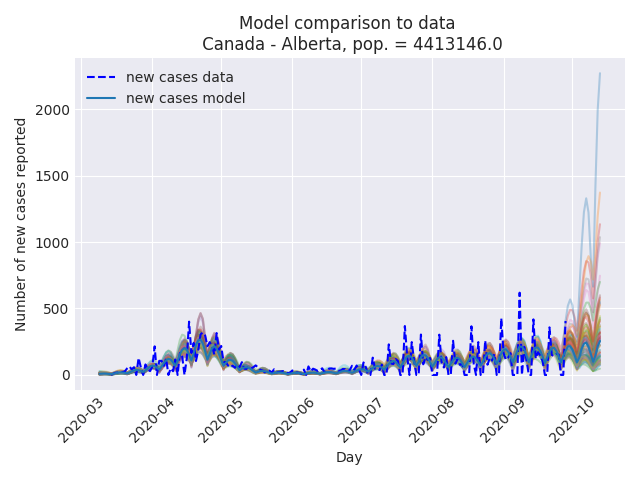 Model comparison to data
Canada - Alberta, pop. = 4413146.0
new cases data
new cases model
Number of new cases reported
2000
1500
1000
500
0
2020-03
2020-04
2020-05
2020-06
2020-07
2020-08
2020-09
2020-10
Day